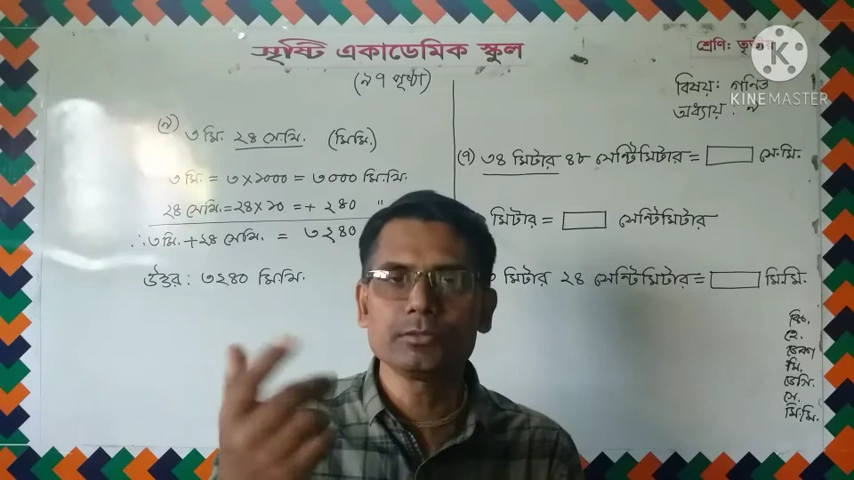 সৃষ্টি একাডেমিক স্কুল
শ্রেণি: তৃতীয়
KINEMASTER
(৯৭ পৃষ্ঠা)
বিষয়: গণিত
অধ্যায়: ৯
৩ মি. ২৪ সেমি. (মিমি.)
৩ মি. = ৩ × ১০০০ = ৩০০০ মিমি.
২৪ সেমি. = ২৪ × ১০ = + ২৪০ "
∴ ৩ মি. + ২৪ সেমি. = ৩২৪০
উত্তর: ৩২৪০ মিমি.
(৭) ৩৪ মিটার ৪৮ সেন্টিমিটার = সে.মি.
মিটার = সেন্টিমিটার
মিটার ২৪ সেন্টিমিটার = মিমি.
কি.
হে.
ডেকা
মি.
ডেসি.
সে.
মি.মি.